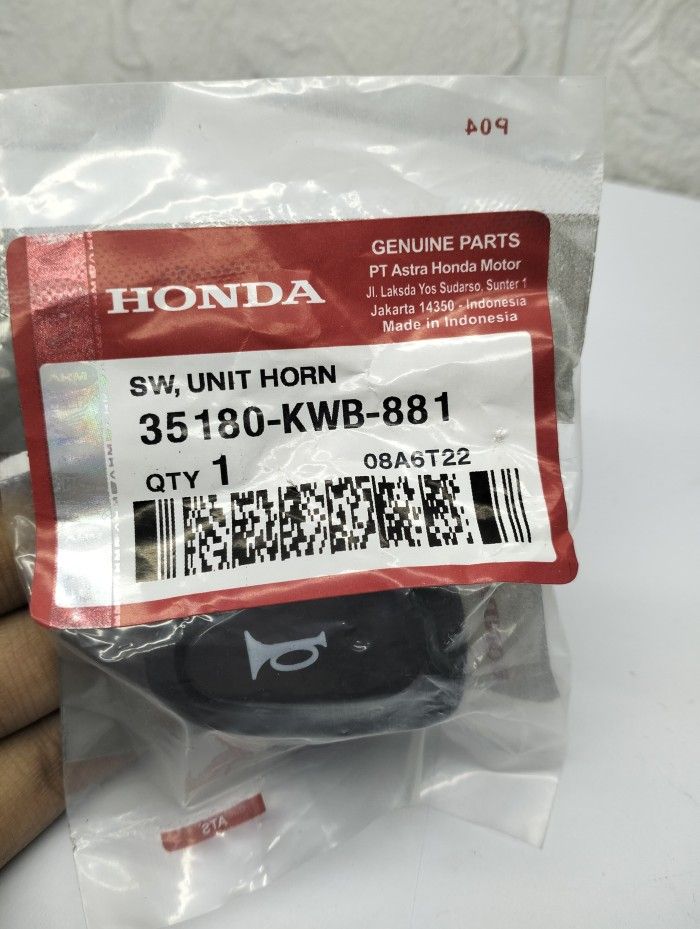 P04
HONDA
GENUINE PARTS
PT Astra Honda Motor
Jl. Laksda Yos Sudarso, Sunter 1
Jakarta 14350 - Indonesia
Made in Indonesia
SW, UNIT HORN
35180-KWB-881
QTY 1
08A6T22
ATS